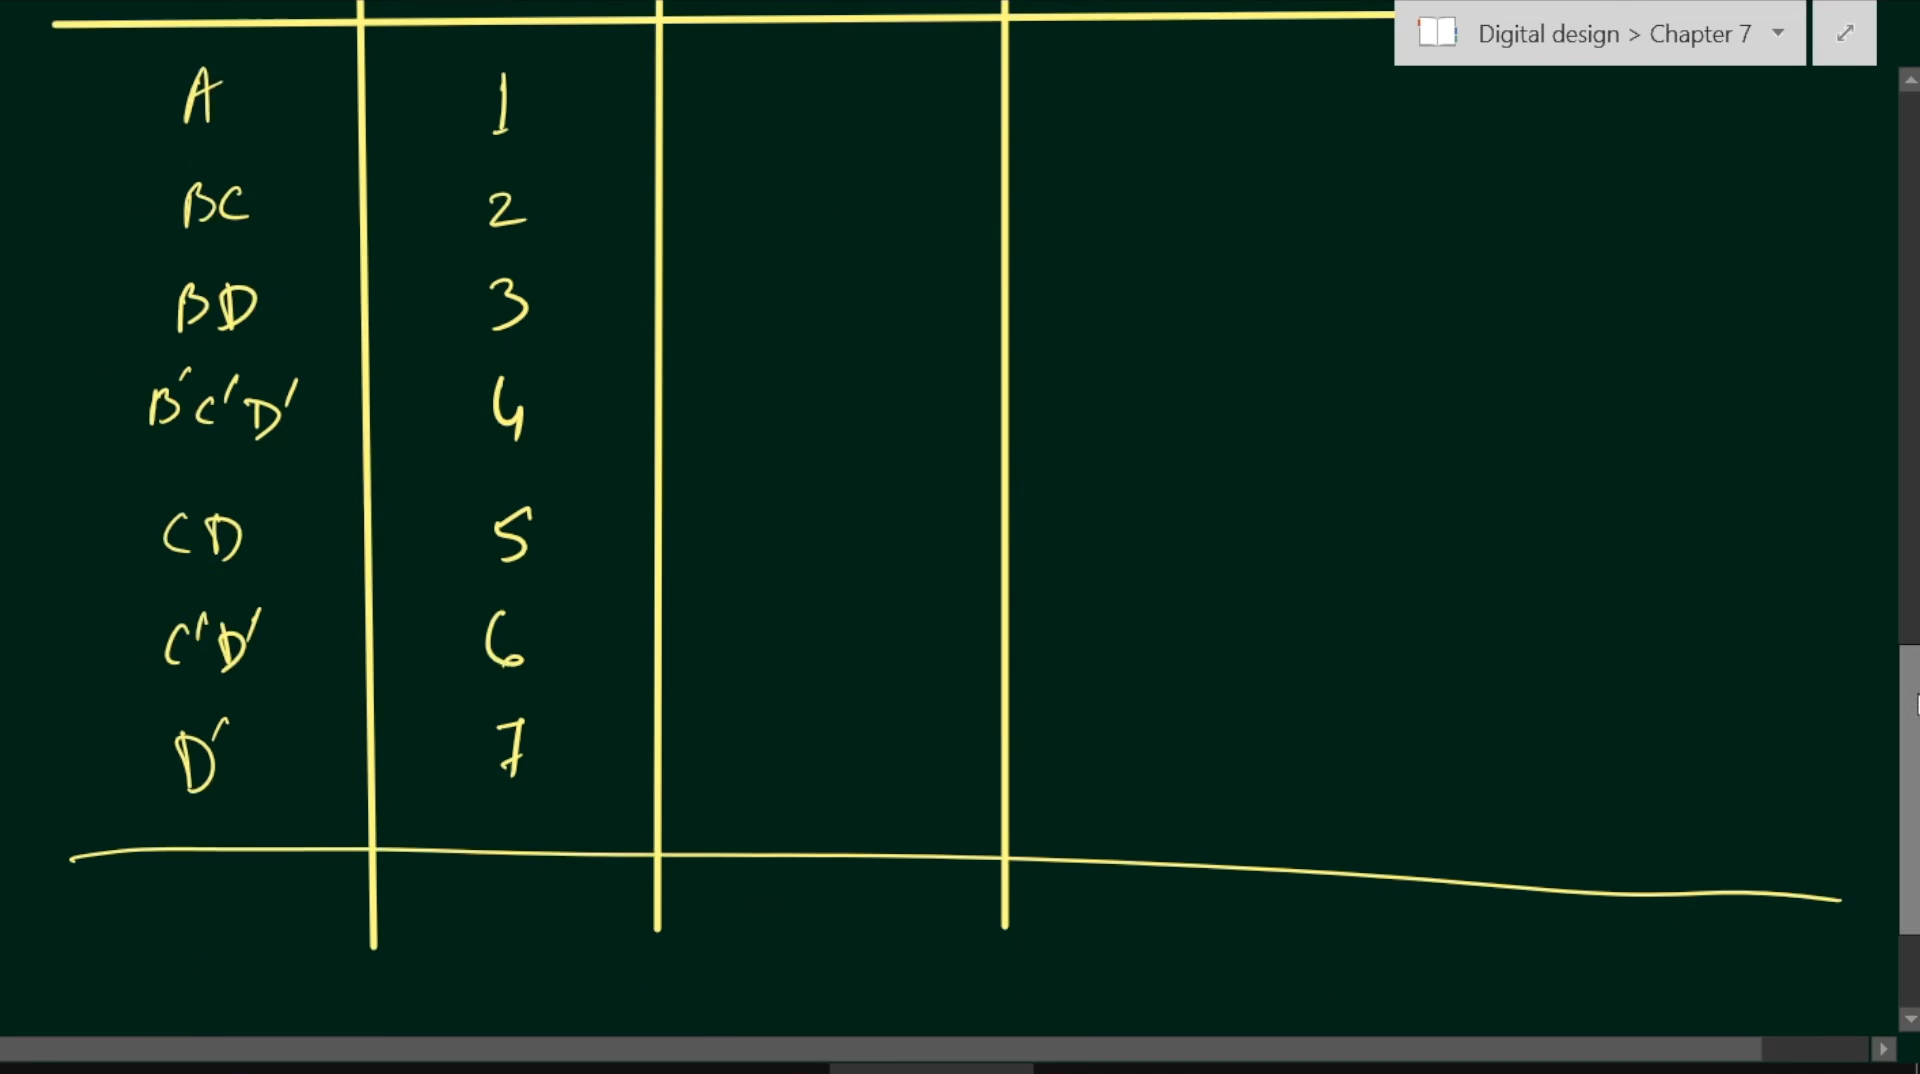 Digital design > Chapter 7
A 1
BC 2
BD 3
B'C'D' 4
CD 5
C'D' 6
D' 7